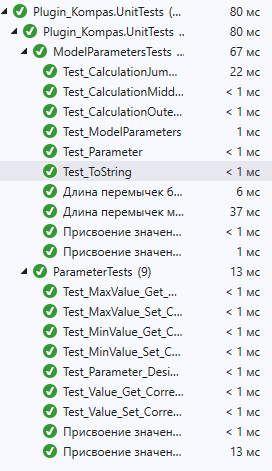 Plugin_Kompas.UnitTests (... 80 мс
Plugin_Kompas.UnitTests ... 80 мс
ModelParametersTests ... 67 мс
Test_CalculationJum... 22 мс
Test_CalculationMidd... < 1 мс
Test_CalculationOute... < 1 мс
Test_ModelParameters 1 мс
Test_Parameter < 1 мс
Test_ToString < 1 мс
Длина перемычек б... 6 мс
Длина перемычек м... 37 мс
Присвоение значен... < 1 мс
Присвоение значен... 1 мс
ParameterTests (9) 13 мс
Test_MaxValue_Get_... < 1 мс
Test_MaxValue_Set_C... < 1 мс
Test_MinValue_Get_C... < 1 мс
Test_MinValue_Set_C... < 1 мс
Test_Parameter_Desi... < 1 мс
Test_Value_Get_Corre... < 1 мс
Test_Value_Set_Corre... < 1 мс
Присвоение значен... < 1 мс
Присвоение значен... 13 мс